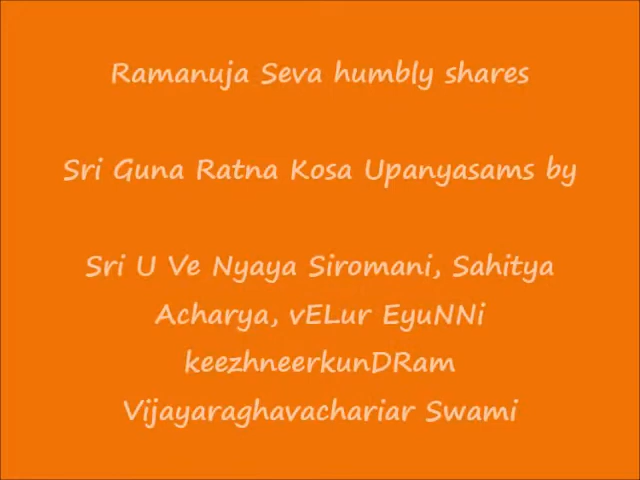 Ramanuja Seva humbly shares
Sri Guna Ratna Kosa Upanyasams by
Sri U Ve Nyaya Siromani, Sahitya
Acharya, vELur EyuNNi
keezhneerkunDRam
Vijayaraghavachariar Swami